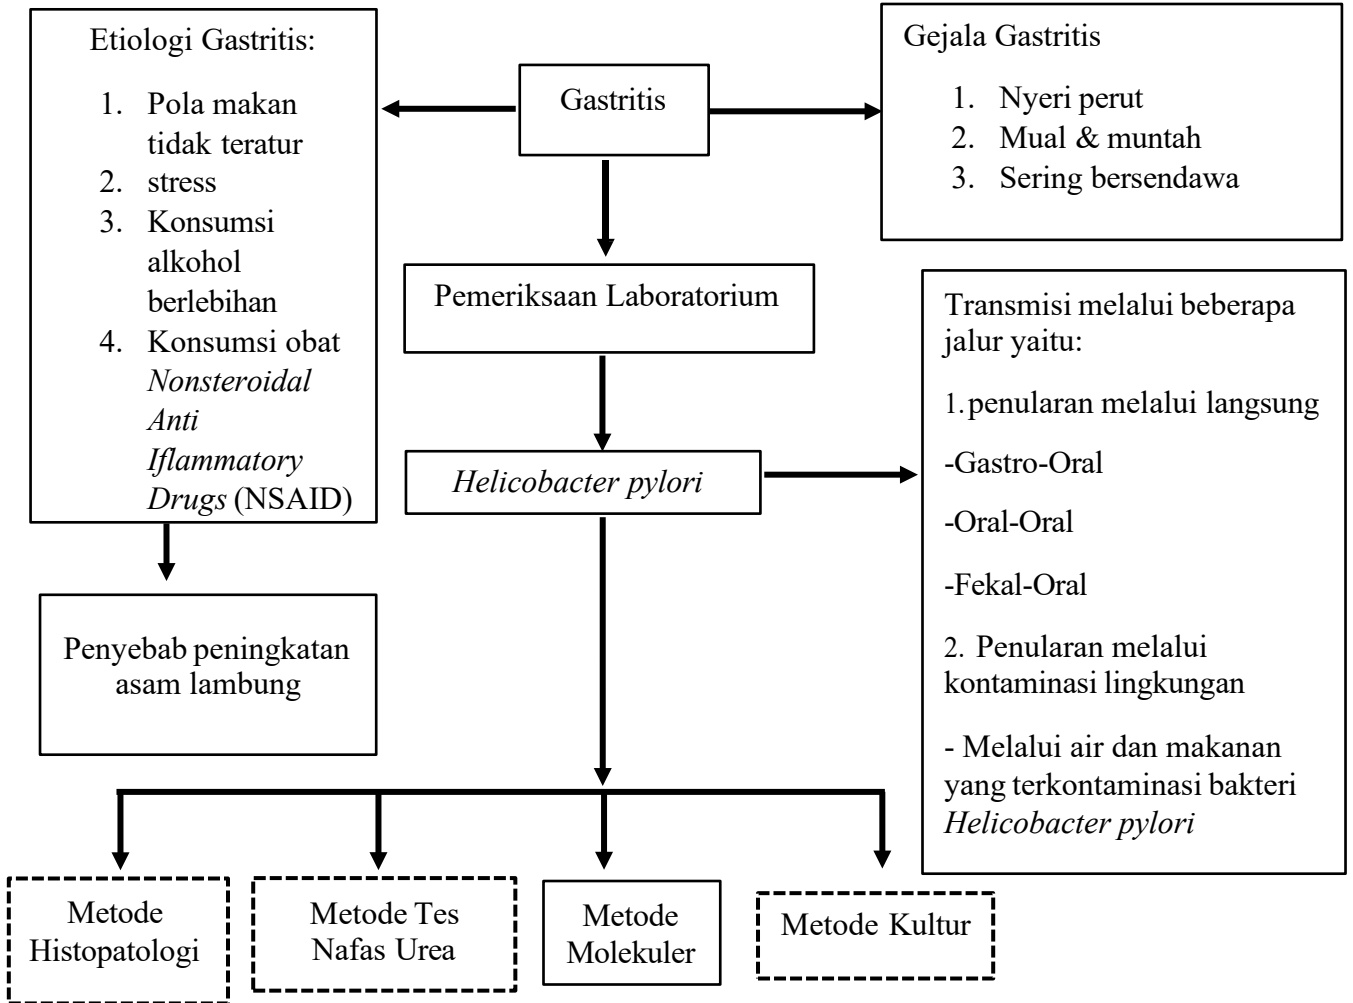 Etiologi Gastritis:
1. Pola makan
tidak teratur
2. stress
3. Konsumsi
alkohol
berlebihan
4. Konsumsi obat
Nonsteroidal
Anti
Iflammatory
Drugs (NSAID)
Gastritis
Gejala Gastritis
1. Nyeri perut
2. Mual & muntah
3. Sering bersendawa
Pemeriksaan Laboratorium
Helicobacter pylori
Transmisi melalui beberapa
jalur yaitu:
1.penularan melalui langsung
-Gastro-Oral
-Oral-Oral
-Fekal-Oral
2. Penularan melalui
kontaminasi lingkungan
- Melalui air dan makanan
yang terkontaminasi bakteri
Helicobacter pylori
Penyebab peningkatan
asam lambung
Metode
Histopatologi
Metode Tes
Nafas Urea
Metode
Molekuler
Metode Kultur